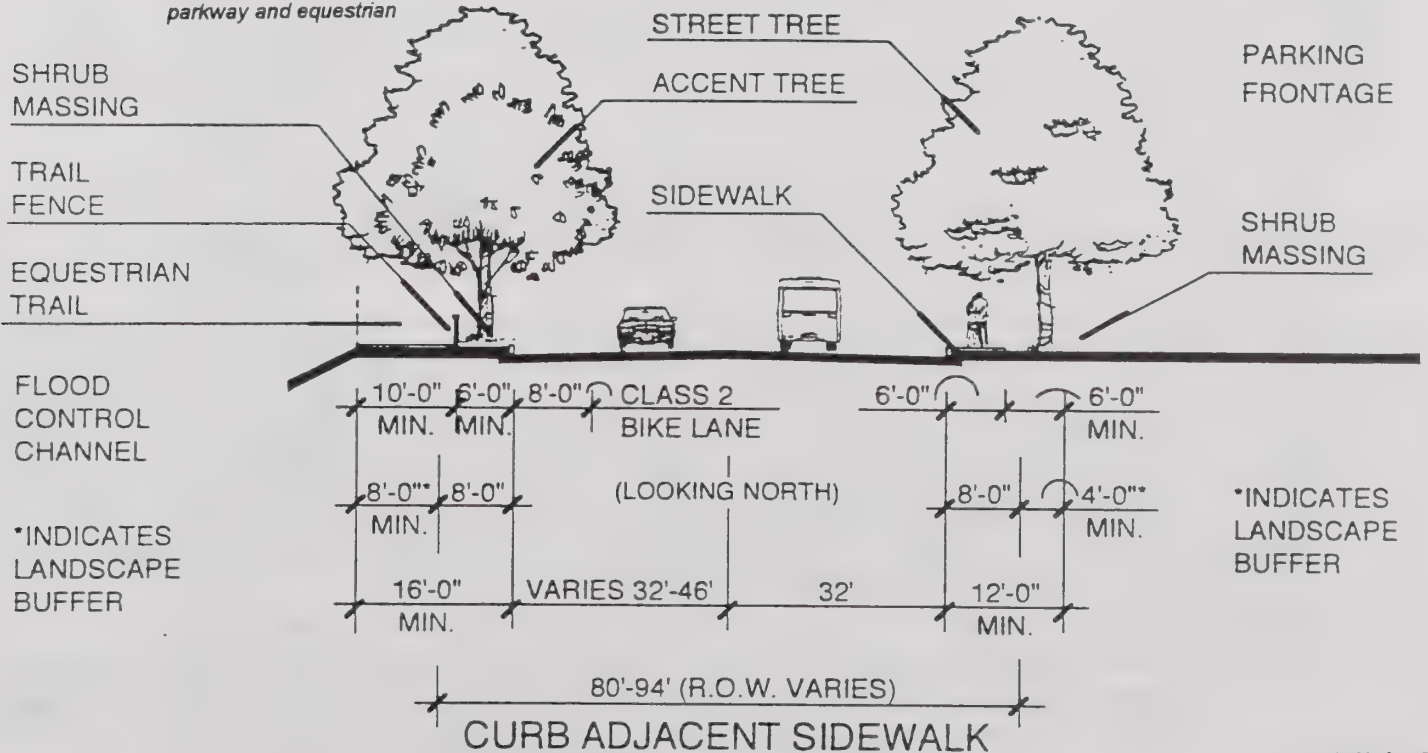 parkway and equestrian
STREET TREE
ACCENT TREE
SIDEWALK
SHRUB
MASSING
TRAIL
FENCE
EQUESTRIAN
TRAIL
FLOOD
CONTROL
CHANNEL
*INDICATES
LANDSCAPE
BUFFER
PARKING
FRONTAGE
SHRUB
MASSING
10'-0" 6'-0" 8'-0" CLASS 2
MIN. MIN. BIKE LANE
6'-0" 6'-0"
MIN.
8'-0"* 8'-0" (LOOKING NORTH) 8'-0" 4'-0"*
MIN. MIN.
*INDICATES
LANDSCAPE
BUFFER
16'-0" VARIES 32'-46' 32' 12'-0"
MIN. MIN.
80'-94' (R.O.W. VARIES)
CURB ADJACENT SIDEWALK